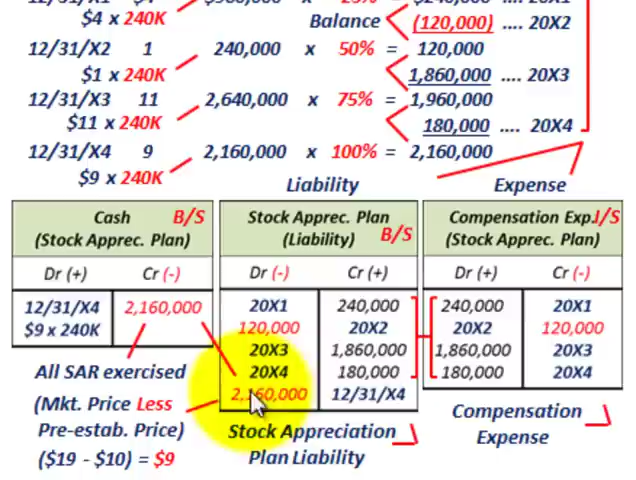 $4 x 240K
Balance (120,000) .... 20X2
12/31/X2 1 240,000 x 50% = 120,000
$1 x 240K 1,860,000 .... 20X3
12/31/X3 11 2,640,000 x 75% = 1,960,000
$11 x 240K 180,000 .... 20X4
12/31/X4 9 2,160,000 x 100% = 2,160,000
$9 x 240K
Liability Expense
Cash B/S
(Stock Apprec. Plan)
Dr (+) Cr (-)
12/31/X4 2,160,000
$9 x 240K
Stock Apprec. Plan
(Liability) B/S
Dr (-) Cr (+)
20X1 240,000
120,000 20X2
20X3 1,860,000
20X4 180,000
2,160,000 12/31/X4
Compensation Exp. I/S
(Stock Apprec. Plan)
Dr (+) Cr (-)
240,000 20X1
20X2 120,000
1,860,000 20X3
180,000 20X4
All SAR exercised
(Mkt. Price Less
Pre-estab. Price)
($19 - $10) = $9
Stock Appreciation
Plan Liability
Compensation
Expense